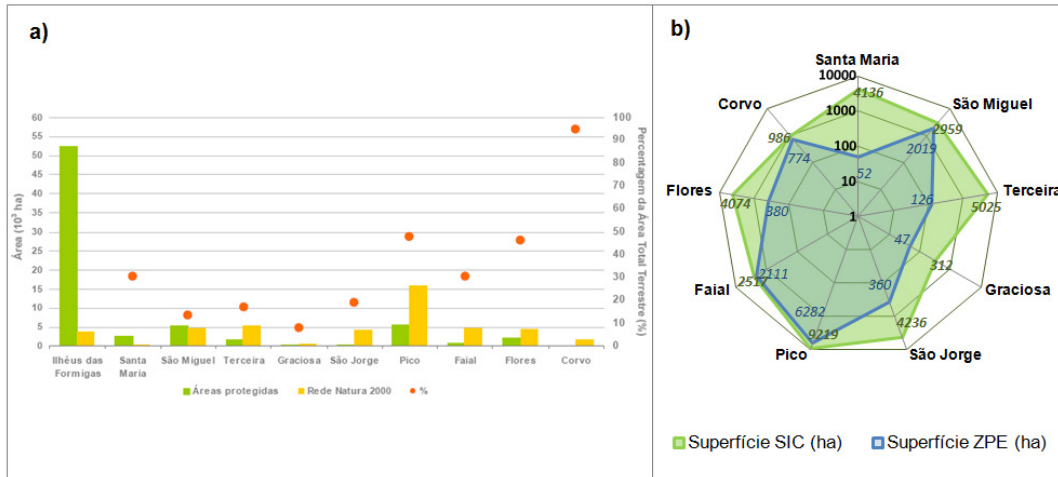 a)
Área (10³ ha)
60
55
50
45
40
35
30
25
20
15
10
5
0
100
90
80
70
60
50
40
30
20
10
0
Percentagem da Área Total Terrestre (%)
Ilhéus das Formigas
Santa Maria
São Miguel
Terceira
Graciosa
São Jorge
Pico
Faial
Flores
Corvo
Áreas protegidas
Rede Natura 2000
%
b)
Santa Maria
10000
4136
1000
100
10
1
52
São Miguel
2959
2019
Terceira
5025
126
Graciosa
312
47
São Jorge
4236
360
Pico
9219
6282
Faial
2517
2111
Flores
4074
380
Corvo
986
774
Superfície SIC (ha)
Superfície ZPE (ha)